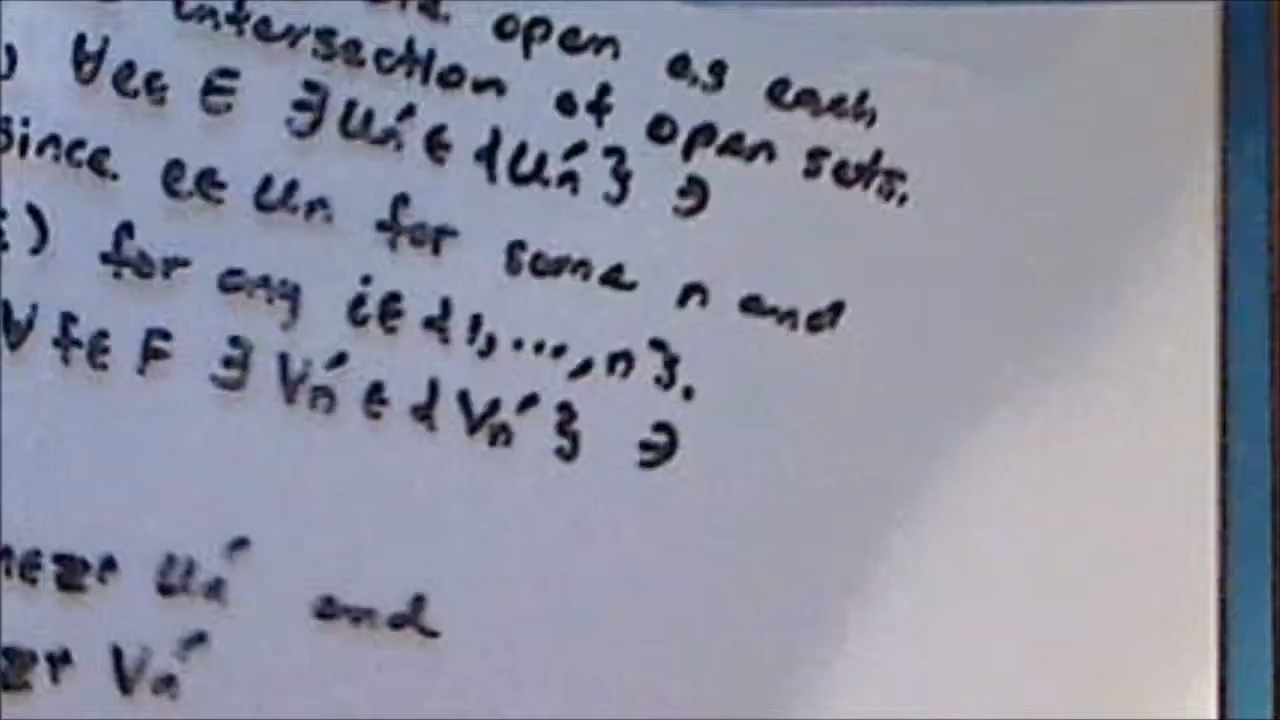 open as each
intersection of open sets.
) ∀e∈E ∃Uₙ′∈{Uₙ′} ∋
since e∈Uₙ for some n and
) for any i∈{1,...,n}.
∀f∈F ∃Vₙ′∈{Vₙ′} ∋
Uₙ′ and
Vₙ′